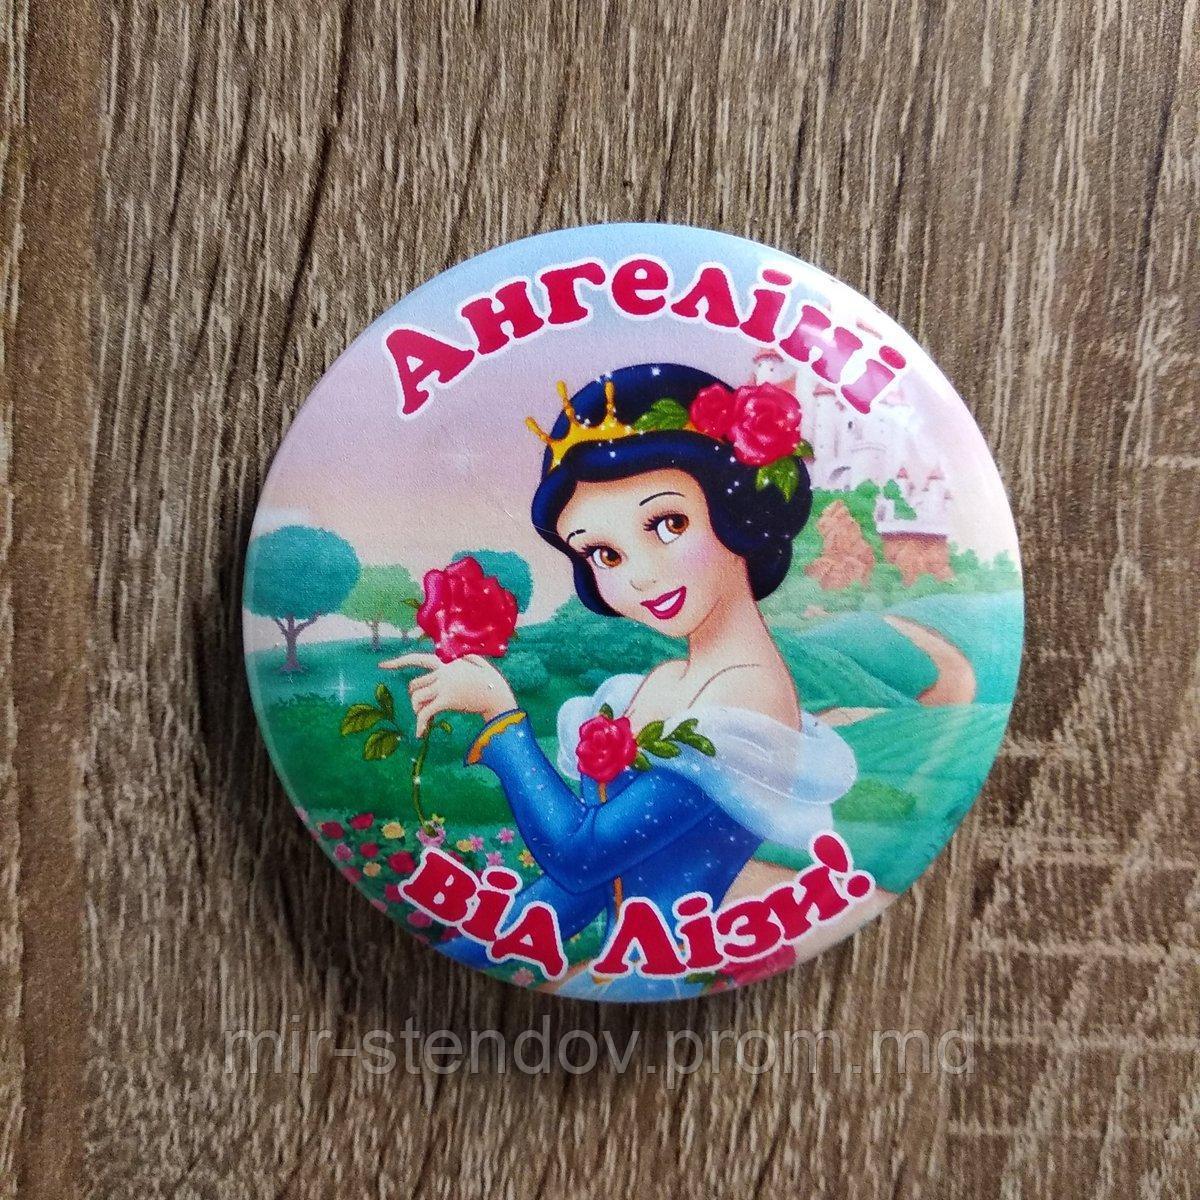 Ангеліні
від Лізи!
mir-stendov.prom.md